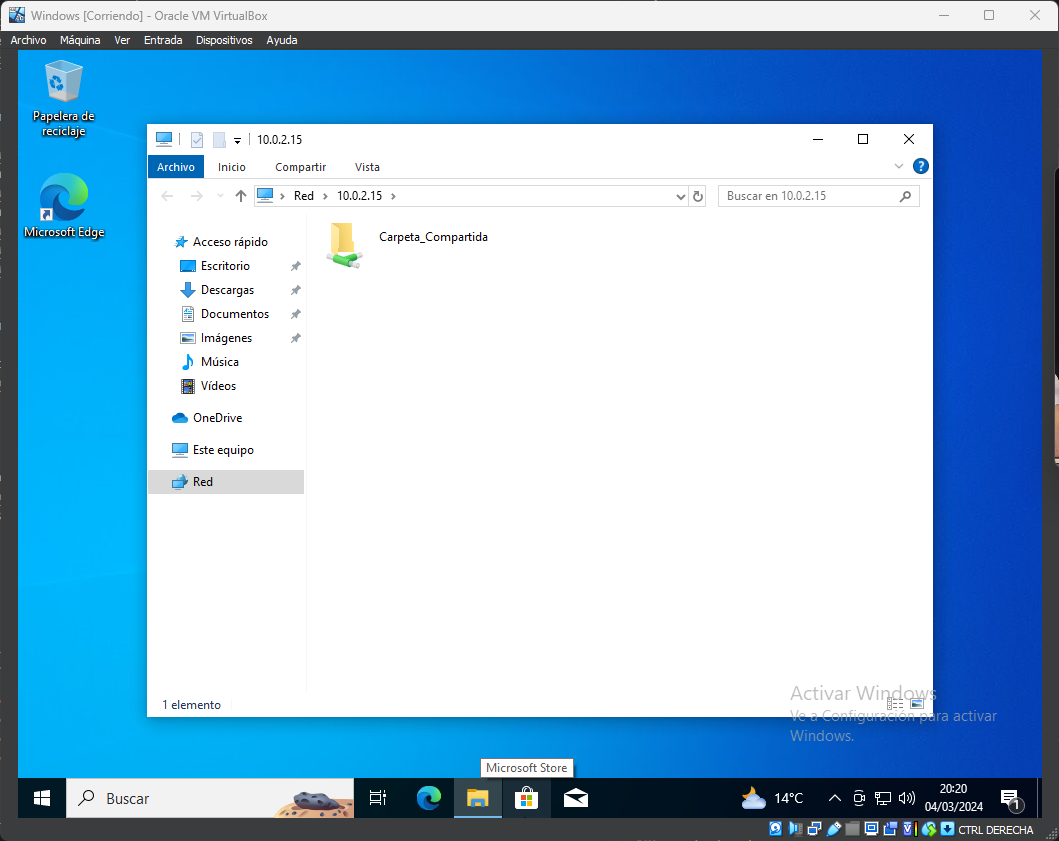 Windows [Corriendo] - Oracle VM VirtualBox
Archivo Máquina Ver Entrada Dispositivos Ayuda
Papelera de
reciclaje
Microsoft Edge
10.0.2.15
Archivo Inicio Compartir Vista
Red 10.0.2.15
Buscar en 10.0.2.15
Acceso rápido
Escritorio
Descargas
Documentos
Imágenes
Música
Vídeos
OneDrive
Este equipo
Red
Carpeta_Compartida
1 elemento
Activar Windows
Ve a Configuración para activar
Windows.
Microsoft Store
Buscar
14°C
20:20
04/03/2024
1
CTRL DERECHA